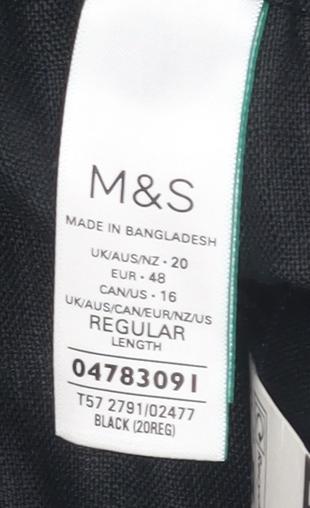 M&S
MADE IN BANGLADESH
UK/AUS/NZ · 20
EUR · 48
CAN/US · 16
UK/AUS/CAN/EUR/NZ/US
REGULAR
LENGTH
04783091
T57 2791/02477
BLACK (20REG)